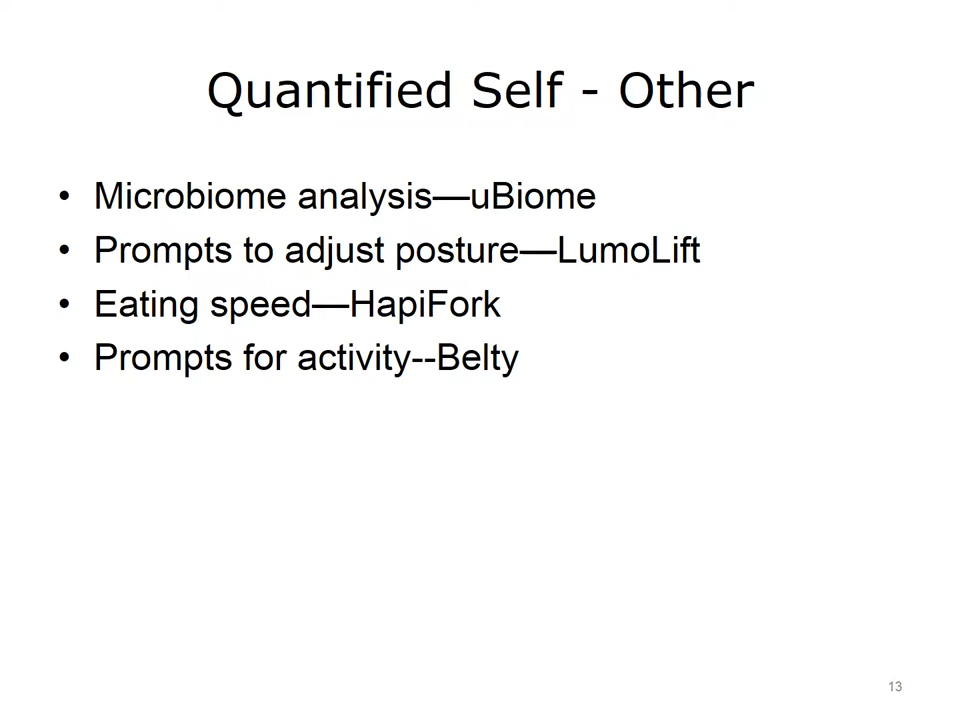 Quantified Self - Other
• Microbiome analysis—uBiome
• Prompts to adjust posture—LumoLift
• Eating speed—HapiFork
• Prompts for activity--Belty
13